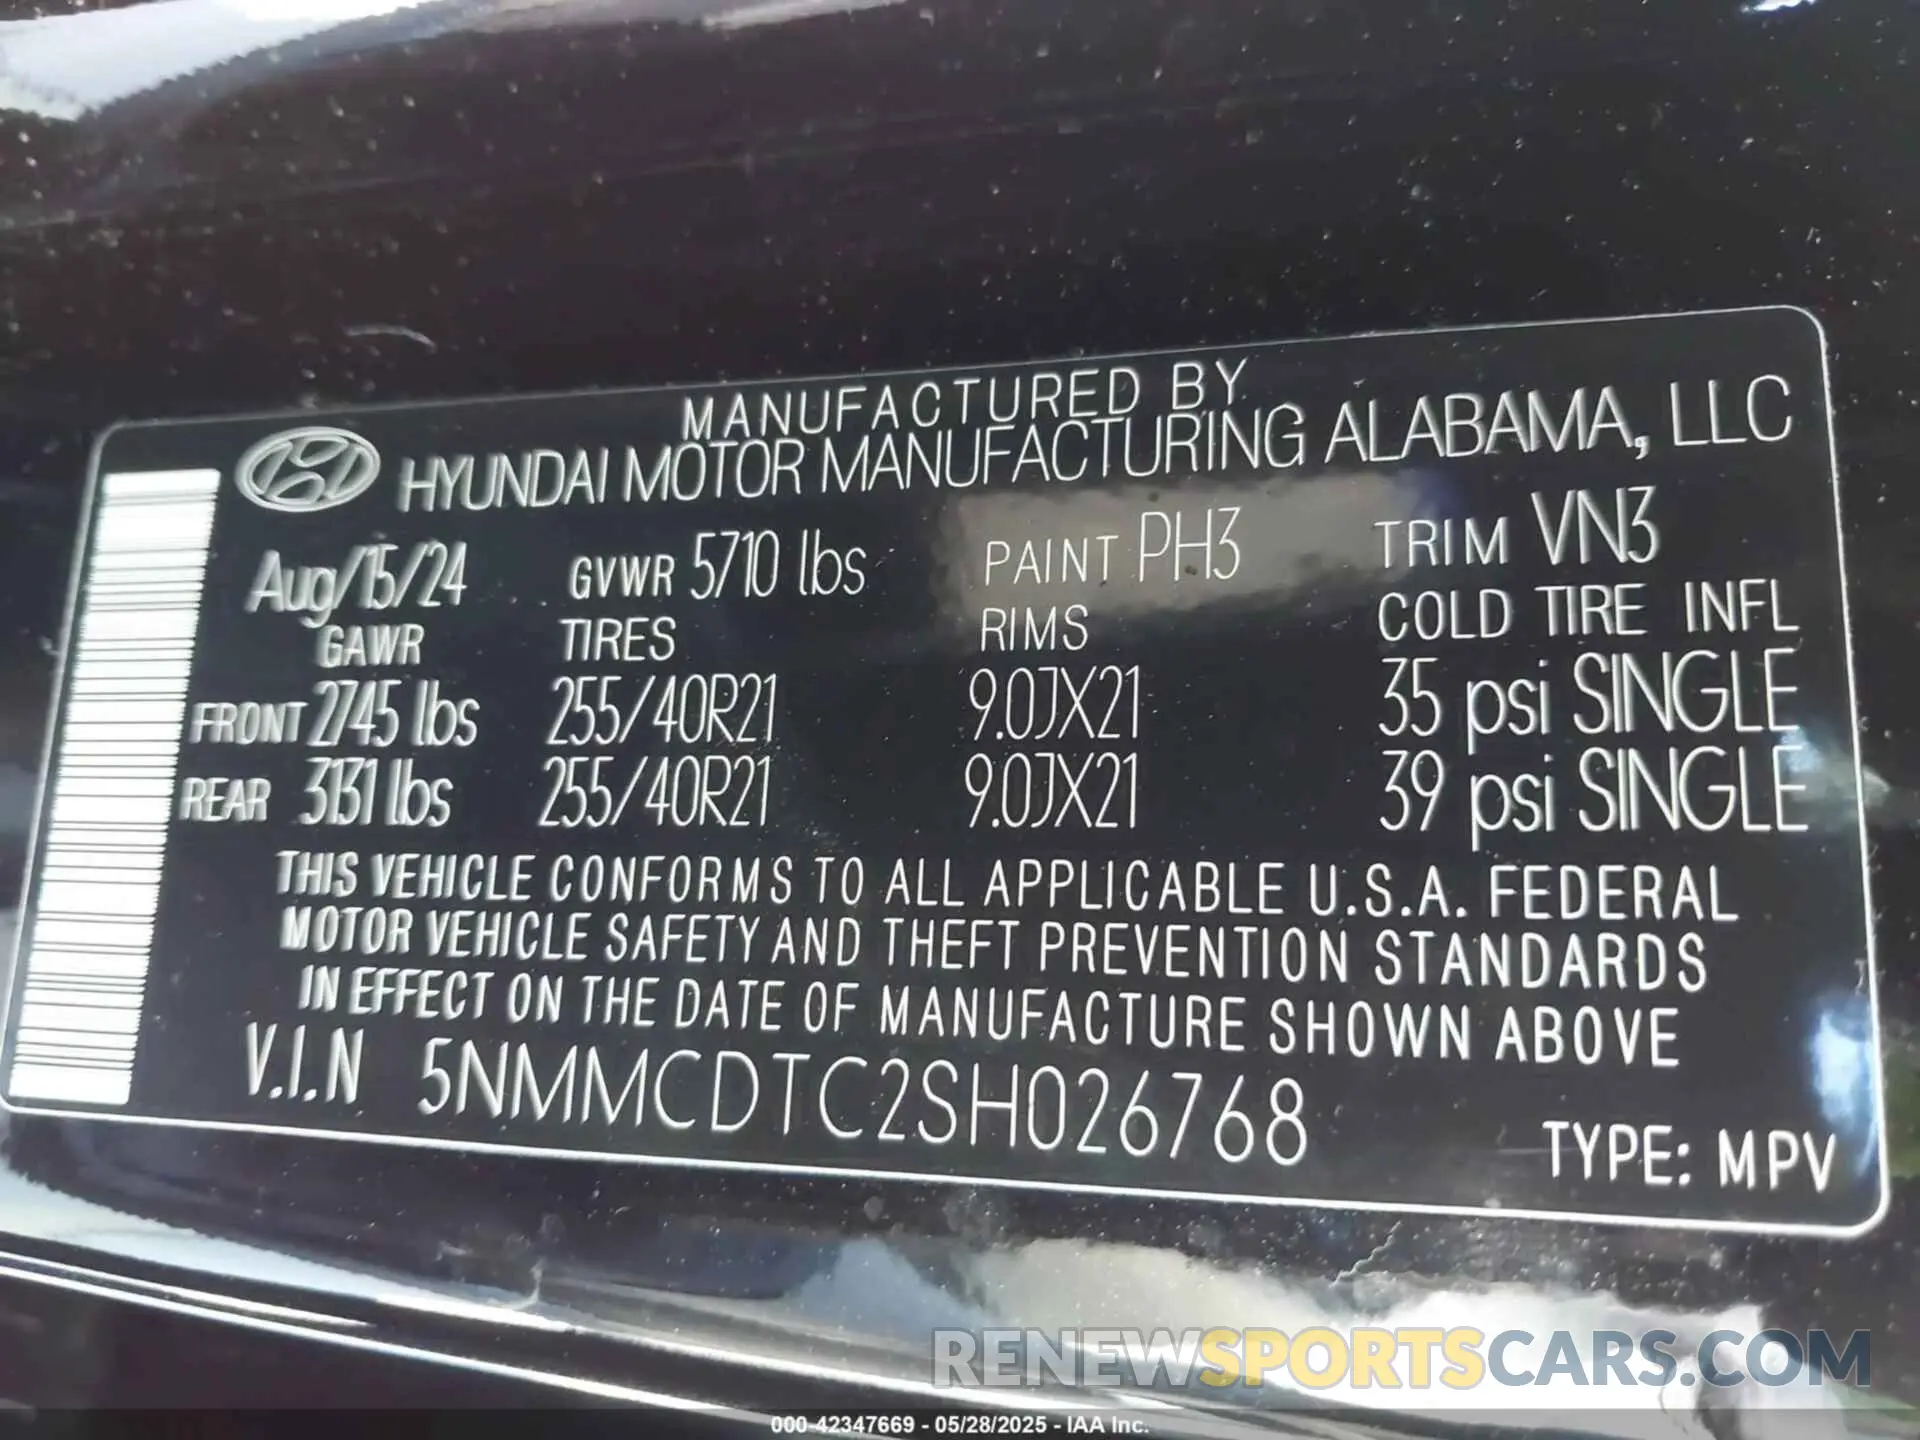 MANUFACTURED BY
HYUNDAI MOTOR MANUFACTURING ALABAMA, LLC
Aug/15/24 GVWR 5710 lbs PAINT PH3 TRIM VN3
GAWR TIRES RIMS COLD TIRE INFL
FRONT 2745 lbs 255/40R21 9.0JX21 35 psi SINGLE
REAR 3131 lbs 255/40R21 9.0JX21 39 psi SINGLE
THIS VEHICLE CONFORMS TO ALL APPLICABLE U.S.A. FEDERAL
MOTOR VEHICLE SAFETY AND THEFT PREVENTION STANDARDS
IN EFFECT ON THE DATE OF MANUFACTURE SHOWN ABOVE
V.I.N 5NMMCDTC2SH026768
TYPE: MPV
RENEWSPORTSCARS.COM
000-42347669 - 05/28/2025 - IAA Inc.